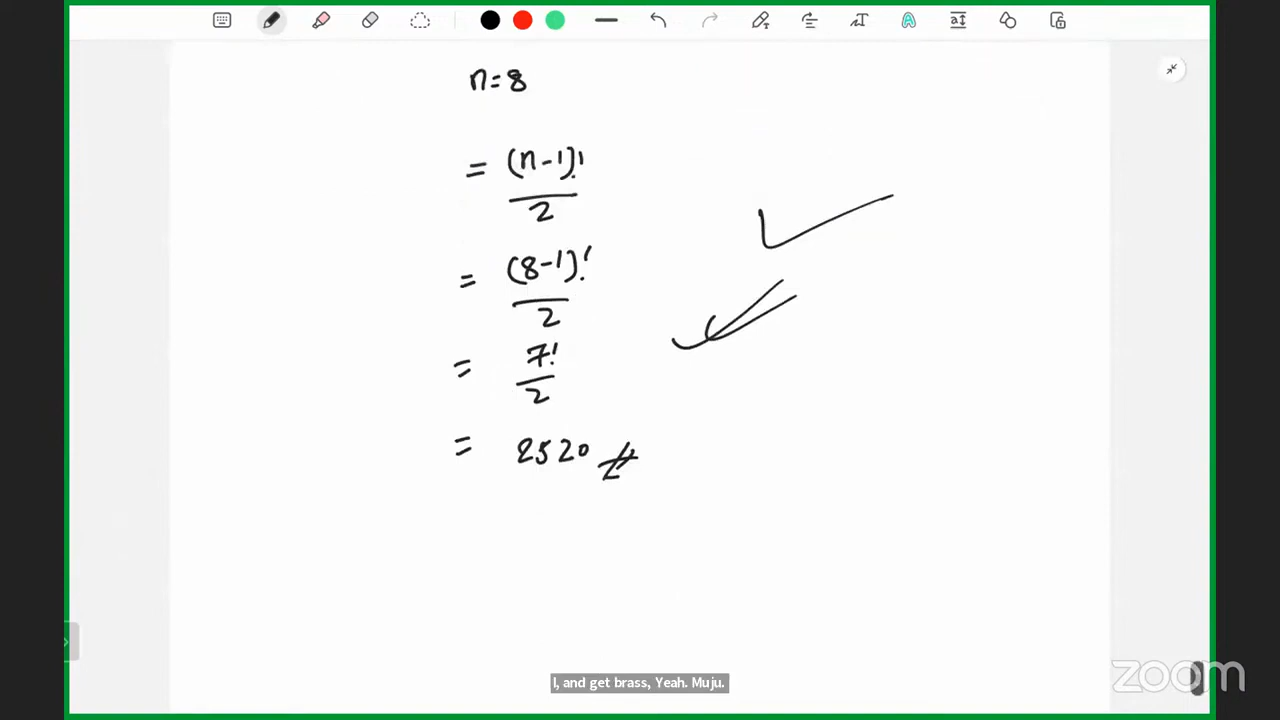 n=8
= (n-1)!
2
= (8-1)!
2
= 7!
2
= 2520
I, and get brass, Yeah. Muju.
zoom